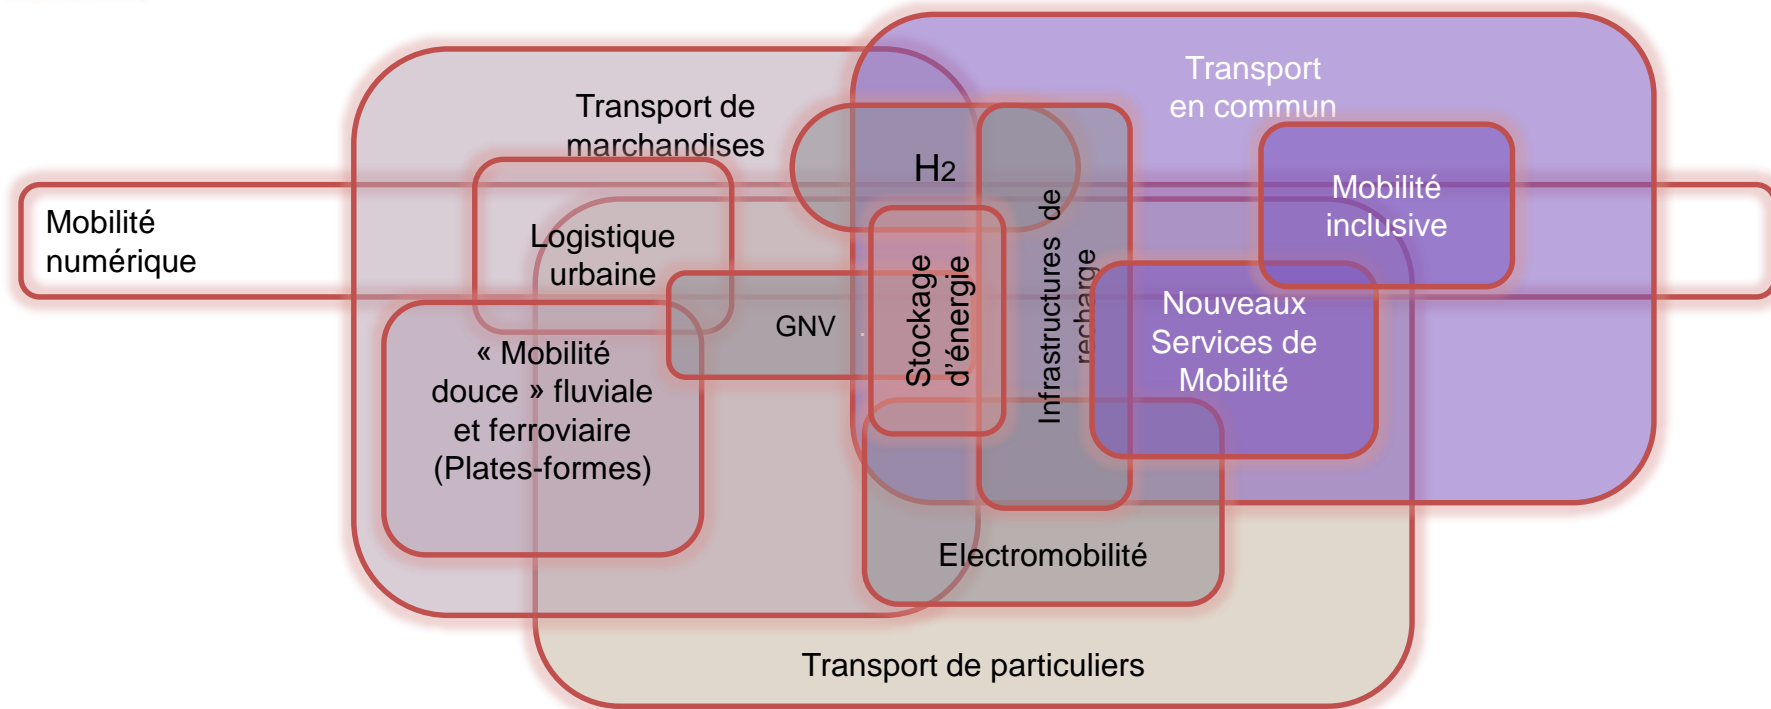 Transport
en commun
Transport de
marchandises
H2
Mobilité
inclusive
Mobilité
numérique
Logistique
urbaine
Infrastructures de
recharge
Stockage
d'énergie
Nouveaux
Services de
Mobilité
GNV .
« Mobilité
douce » fluviale
et ferroviaire
(Plates-formes)
Electromobilité
Transport de particuliers